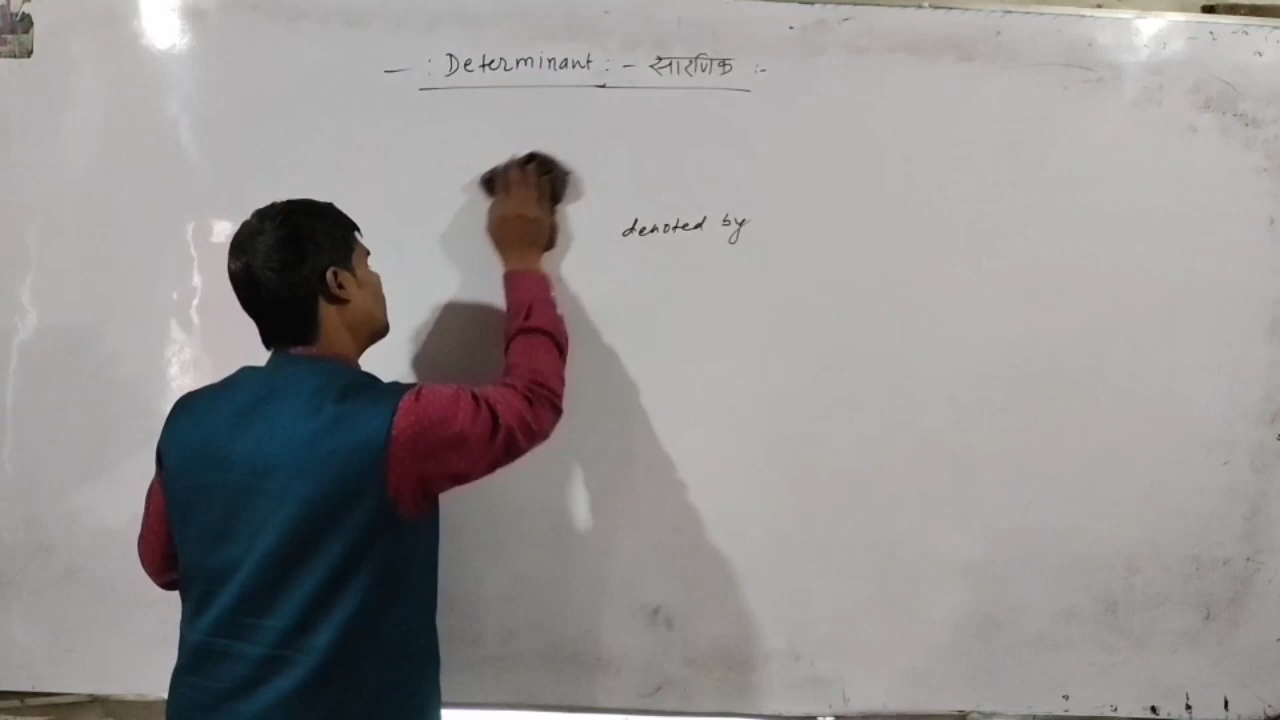 — : Determinant : - सारणिक :-
denoted by